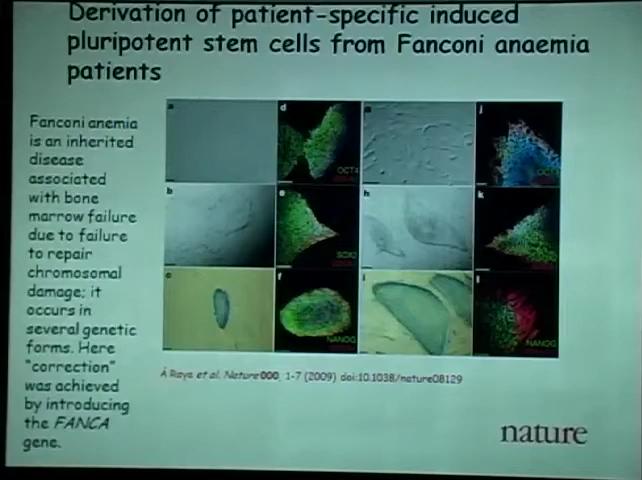 Derivation of patient-specific induced
pluripotent stem cells from Fanconi anaemia
patients
Fanconi anemia
is an inherited
disease
associated
with bone
marrow failure
due to failure
to repair
chromosomal
damage; it
occurs in
several genetic
forms. Here
"correction"
was achieved
by introducing
the FANCA
gene.
a
d
OCT4
g
j
OCT4
b
e
SOX2
h
k
c
f
NANOG
i
l
NANOG
Á Raya et al. Nature 000, 1-7 (2009) doi:10.1038/nature08129
nature